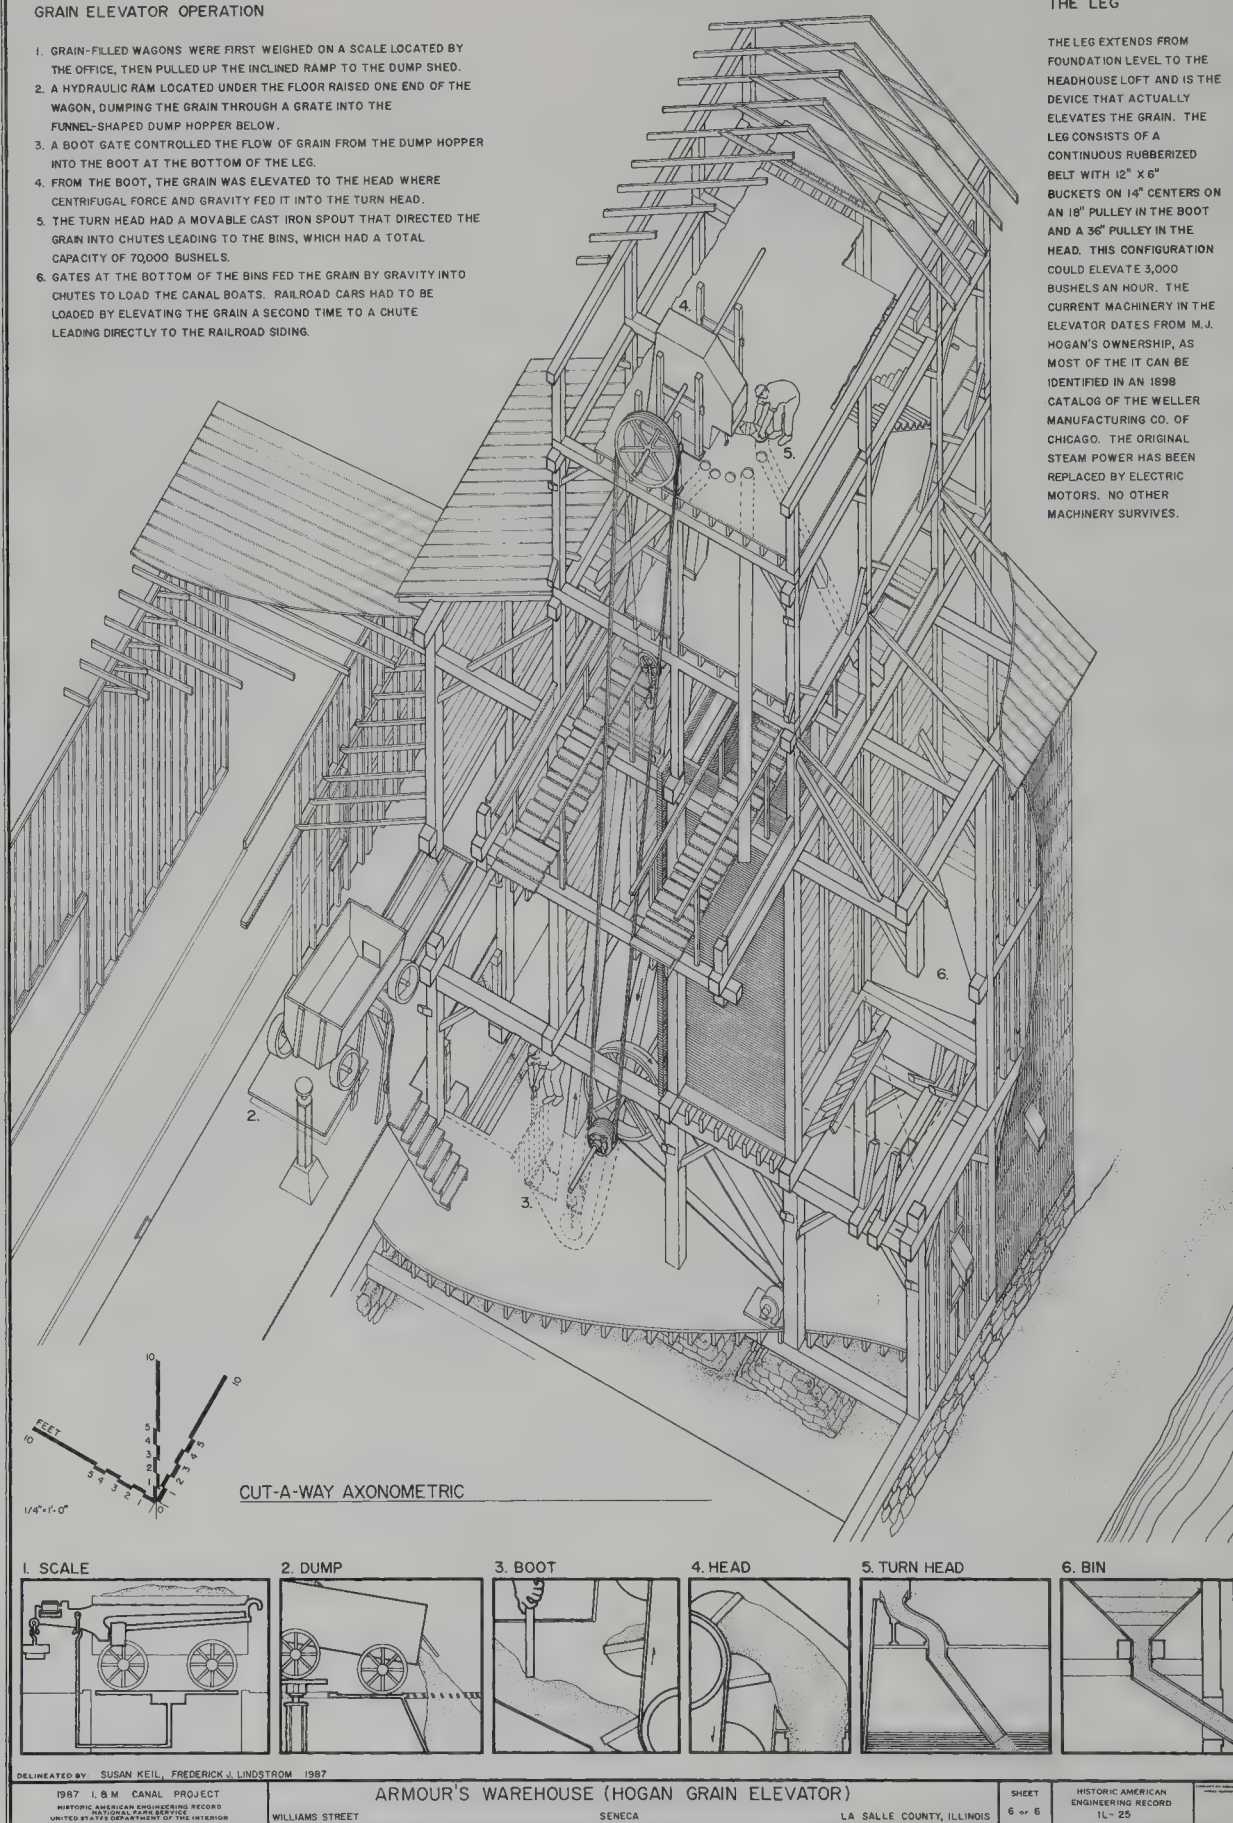 GRAIN ELEVATOR OPERATION
1. GRAIN-FILLED WAGONS WERE FIRST WEIGHED ON A SCALE LOCATED BY
THE OFFICE, THEN PULLED UP THE INCLINED RAMP TO THE DUMP SHED.
2. A HYDRAULIC RAM LOCATED UNDER THE FLOOR RAISED ONE END OF THE
WAGON, DUMPING THE GRAIN THROUGH A GRATE INTO THE
FUNNEL-SHAPED DUMP HOPPER BELOW.
3. A BOOT GATE CONTROLLED THE FLOW OF GRAIN FROM THE DUMP HOPPER
INTO THE BOOT AT THE BOTTOM OF THE LEG.
4. FROM THE BOOT, THE GRAIN WAS ELEVATED TO THE HEAD WHERE
CENTRIFUGAL FORCE AND GRAVITY FED IT INTO THE TURN HEAD.
5. THE TURN HEAD HAD A MOVABLE CAST IRON SPOUT THAT DIRECTED THE
GRAIN INTO CHUTES LEADING TO THE BINS, WHICH HAD A TOTAL
CAPACITY OF 70,000 BUSHELS.
6. GATES AT THE BOTTOM OF THE BINS FED THE GRAIN BY GRAVITY INTO
CHUTES TO LOAD THE CANAL BOATS. RAILROAD CARS HAD TO BE
LOADED BY ELEVATING THE GRAIN A SECOND TIME TO A CHUTE
LEADING DIRECTLY TO THE RAILROAD SIDING.
THE LEG
THE LEG EXTENDS FROM
FOUNDATION LEVEL TO THE
HEADHOUSE LOFT AND IS THE
DEVICE THAT ACTUALLY
ELEVATES THE GRAIN. THE
LEG CONSISTS OF A
CONTINUOUS RUBBERIZED
BELT WITH 12" X 6"
BUCKETS ON 14" CENTERS ON
AN 18" PULLEY IN THE BOOT
AND A 36" PULLEY IN THE
HEAD. THIS CONFIGURATION
COULD ELEVATE 3,000
BUSHELS AN HOUR. THE
CURRENT MACHINERY IN THE
ELEVATOR DATES FROM M.J.
HOGAN'S OWNERSHIP, AS
MOST OF THE IT CAN BE
IDENTIFIED IN AN 1898
CATALOG OF THE WELLER
MANUFACTURING CO. OF
CHICAGO. THE ORIGINAL
STEAM POWER HAS BEEN
REPLACED BY ELECTRIC
MOTORS. NO OTHER
MACHINERY SURVIVES.
4.
5.
6.
2.
3.
10
5
4
3
2
1
10
5
4
3
2
1
FEET
10
5 4 3 2 1
0
1/4"=1'-0"
CUT-A-WAY AXONOMETRIC
1. SCALE
2. DUMP
3. BOOT
4. HEAD
5. TURN HEAD
6. BIN
DELINEATED BY: SUSAN KEIL, FREDERICK J. LINDSTROM 1987
1987 I. & M. CANAL PROJECT
HISTORIC AMERICAN ENGINEERING RECORD
NATIONAL PARK SERVICE
UNITED STATES DEPARTMENT OF THE INTERIOR
ARMOUR'S WAREHOUSE (HOGAN GRAIN ELEVATOR)
WILLIAMS STREET SENECA LA SALLE COUNTY, ILLINOIS
SHEET
6 OF 6
HISTORIC AMERICAN
ENGINEERING RECORD
IL-25